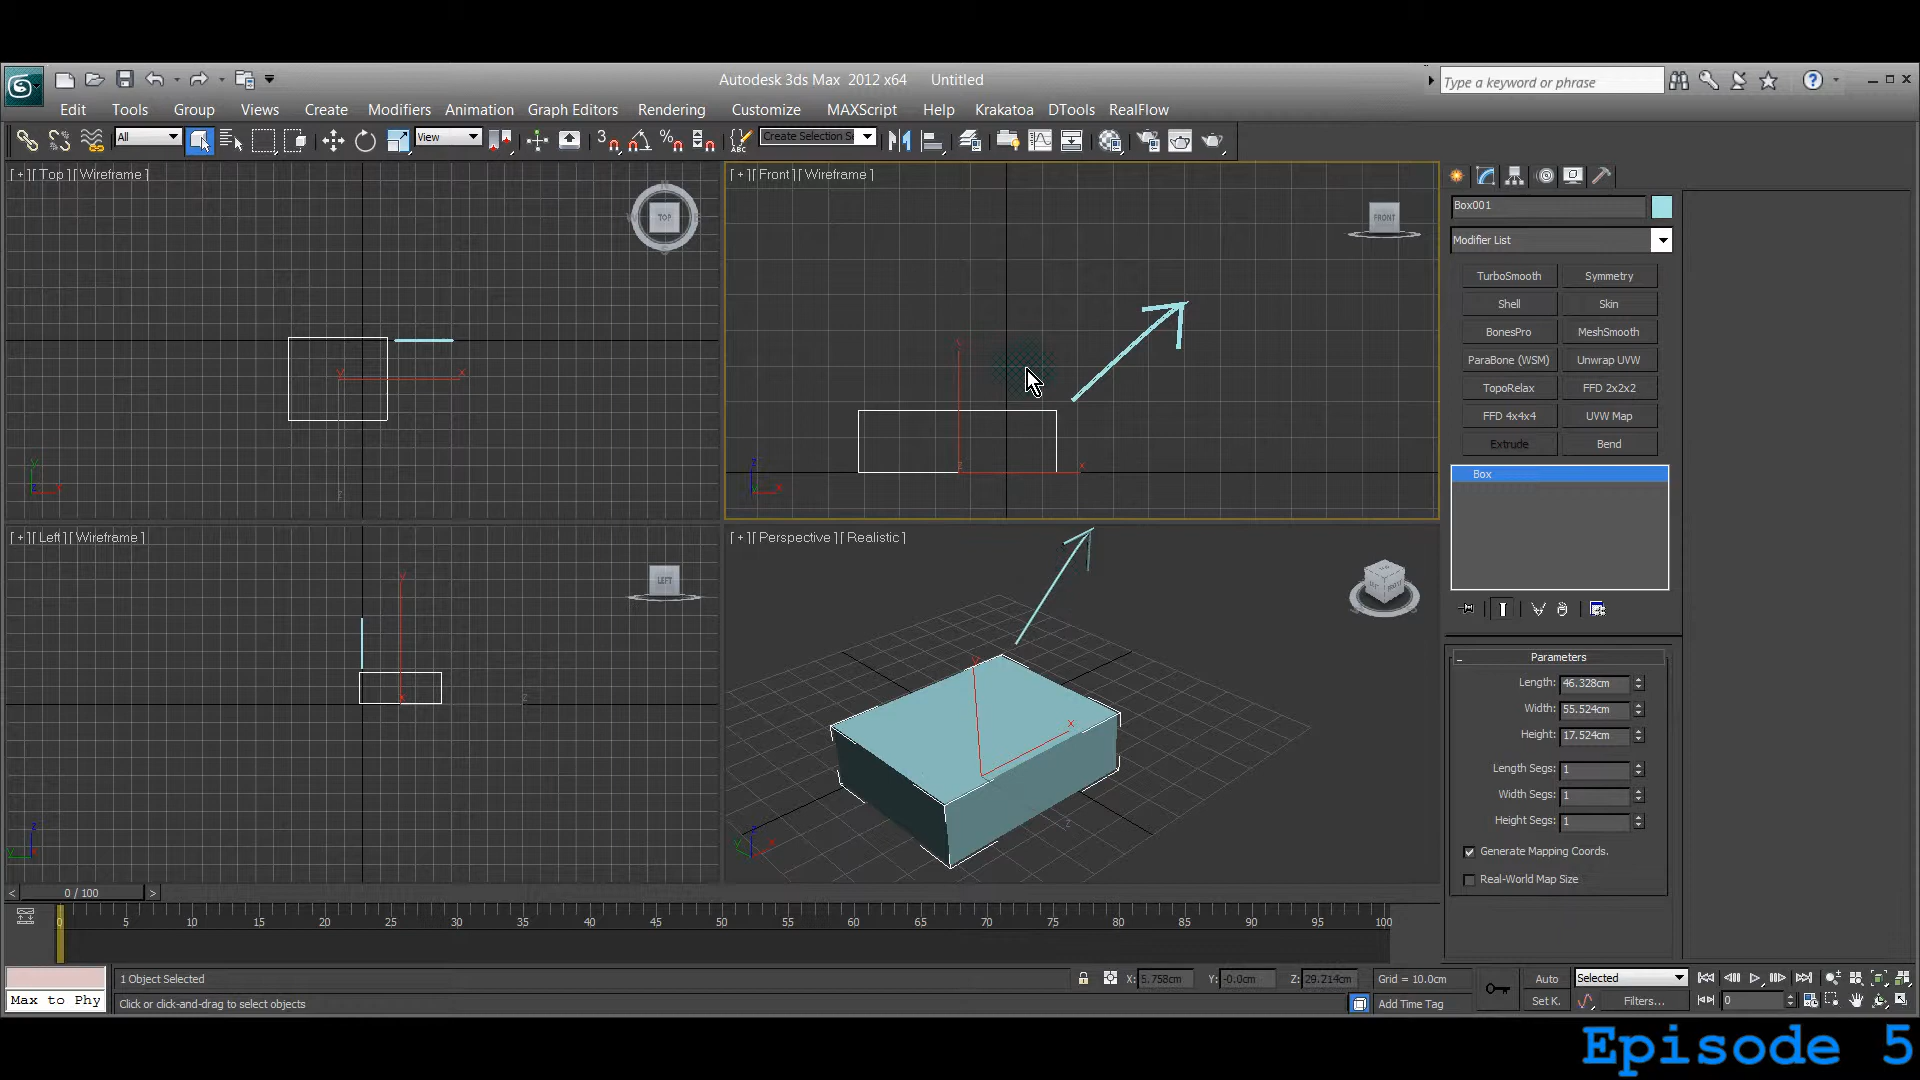 Autodesk 3ds Max 2012 x64 Untitled
Type a keyword or phrase
Edit Tools Group Views Create Modifiers Animation Graph Editors Rendering Customize MAXScript Help Krakatoa DTools RealFlow
All View 3 Create Selection Se
[ + ] [ Top ] [ Wireframe ]
TOP
[ + ] [ Front ] [ Wireframe ]
FRONT
Box001
Modifier List
TurboSmooth Symmetry
Shell Skin
BonesPro MeshSmooth
ParaBone (WSM) Unwrap UVW
TopoRelax FFD 2x2x2
FFD 4x4x4 UVW Map
Extrude Bend
Box
[ + ] [ Left ] [ Wireframe ]
LEFT
[ + ] [ Perspective ] [ Realistic ]
Parameters
Length: 46.328cm
Width: 55.524cm
Height: 17.524cm
Length Segs: 1
Width Segs: 1
Height Segs: 1
Generate Mapping Coords.
Real-World Map Size
< 0 / 100 >
0 5 10 15 20 25 30 35 40 45 50 55 60 65 70 75 80 85 90 95 100
1 Object Selected X: 5.758cm Y: -0.0cm Z: 29.214cm Grid = 10.0cm Auto Selected
Max to Phy Click or click-and-drag to select objects Add Time Tag Set K. Filters... 0
Episode 5